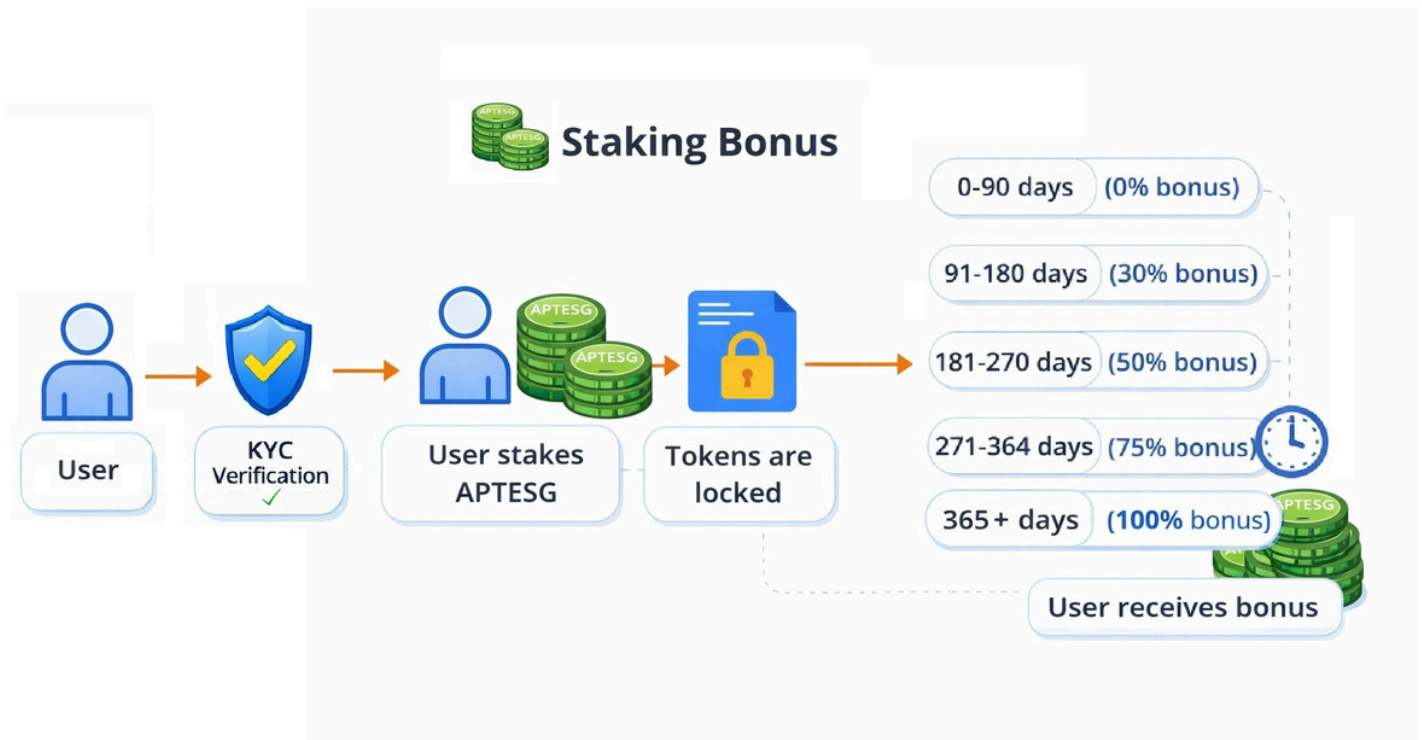 APTESG
APTESG
Staking Bonus
0-90 days (0% bonus)
91-180 days (30% bonus)
181-270 days (50% bonus)
271-364 days (75% bonus)
365+ days (100% bonus)
APTESG
APTESG
User
KYC
Verification
User stakes
APTESG
Tokens are
locked
APTESG
User receives bonus